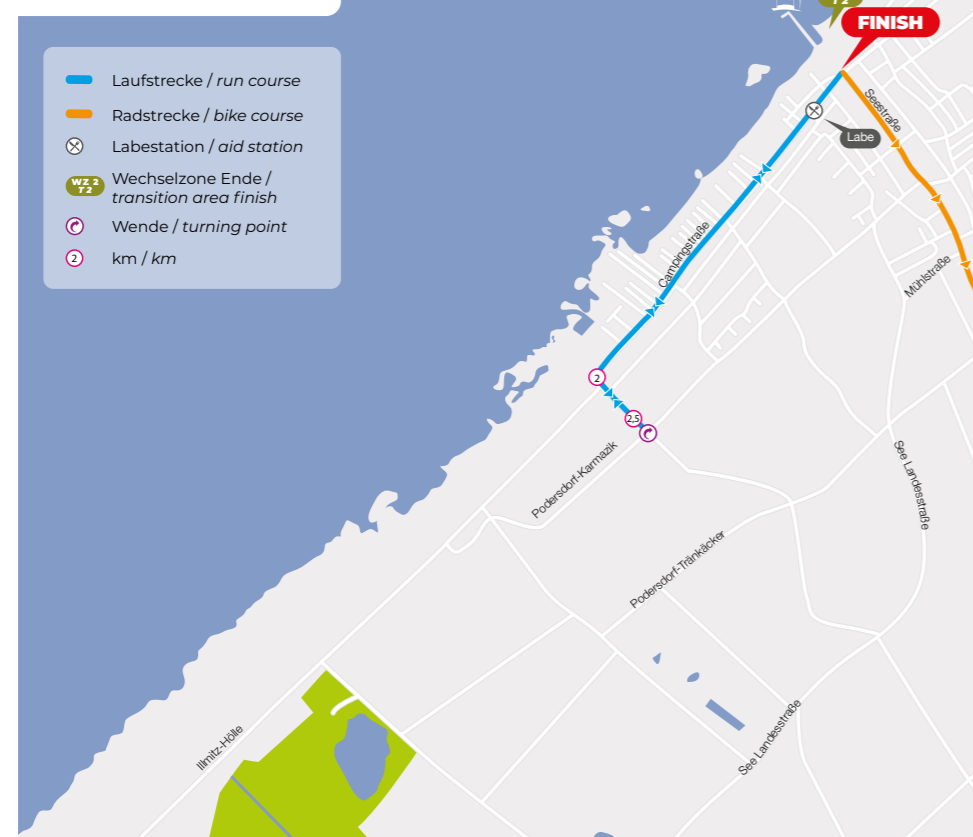 T 2
FINISH
Laufstrecke / run course
Radstrecke / bike course
Labestation / aid station
WZ 2
T 2
Wechselzone Ende /
transition area finish
Wende / turning point
2
km / km
Seestraße
Labe
Campingstraße
Mühlstraße
2
2,5
Podersdorf-Karmazik
See Landesstraße
Podersdorf-Tränkäcker
See Landesstraße
Illmitz-Hölle